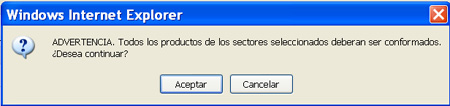 Windows Internet Explorer
ADVERTENCIA. Todos los productos de los sectores seleccionados deberan ser conformados.
¿Desea continuar?
Aceptar
Cancelar